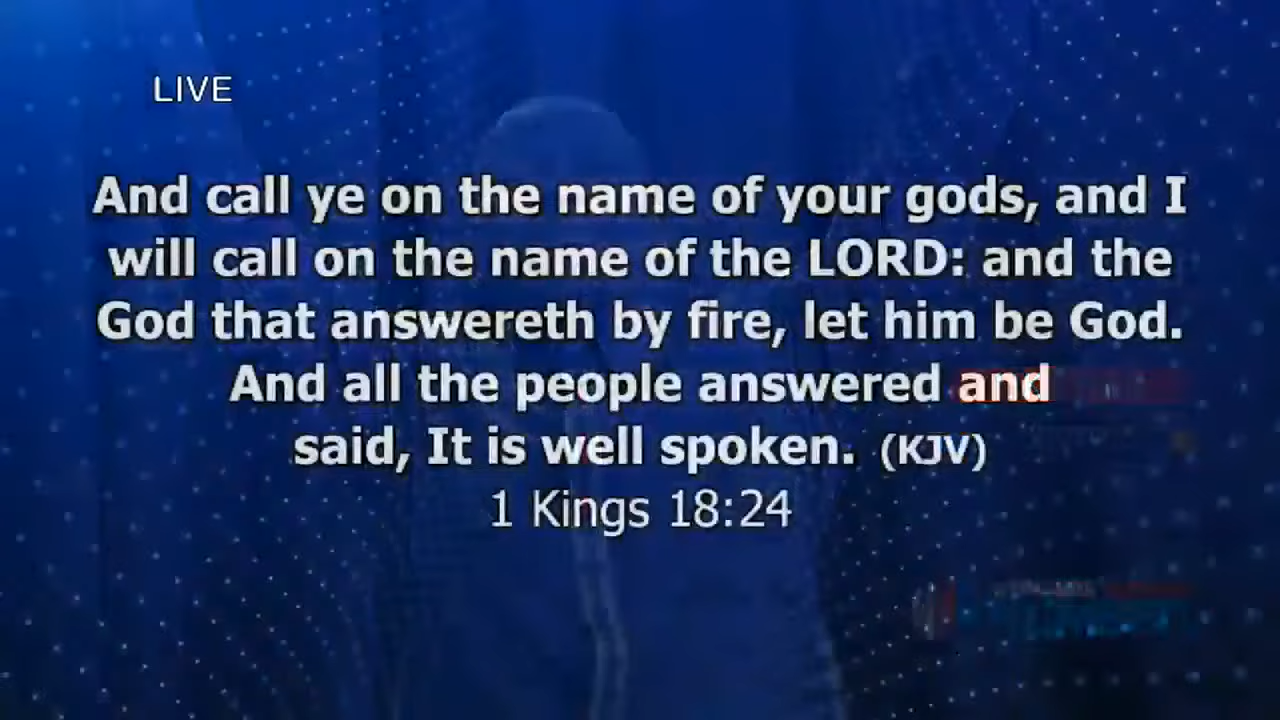 LIVE
And call ye on the name of your gods, and I
will call on the name of the LORD: and the
God that answereth by fire, let him be God.
And all the people answered and
said, It is well spoken. (KJV)
1 Kings 18:24